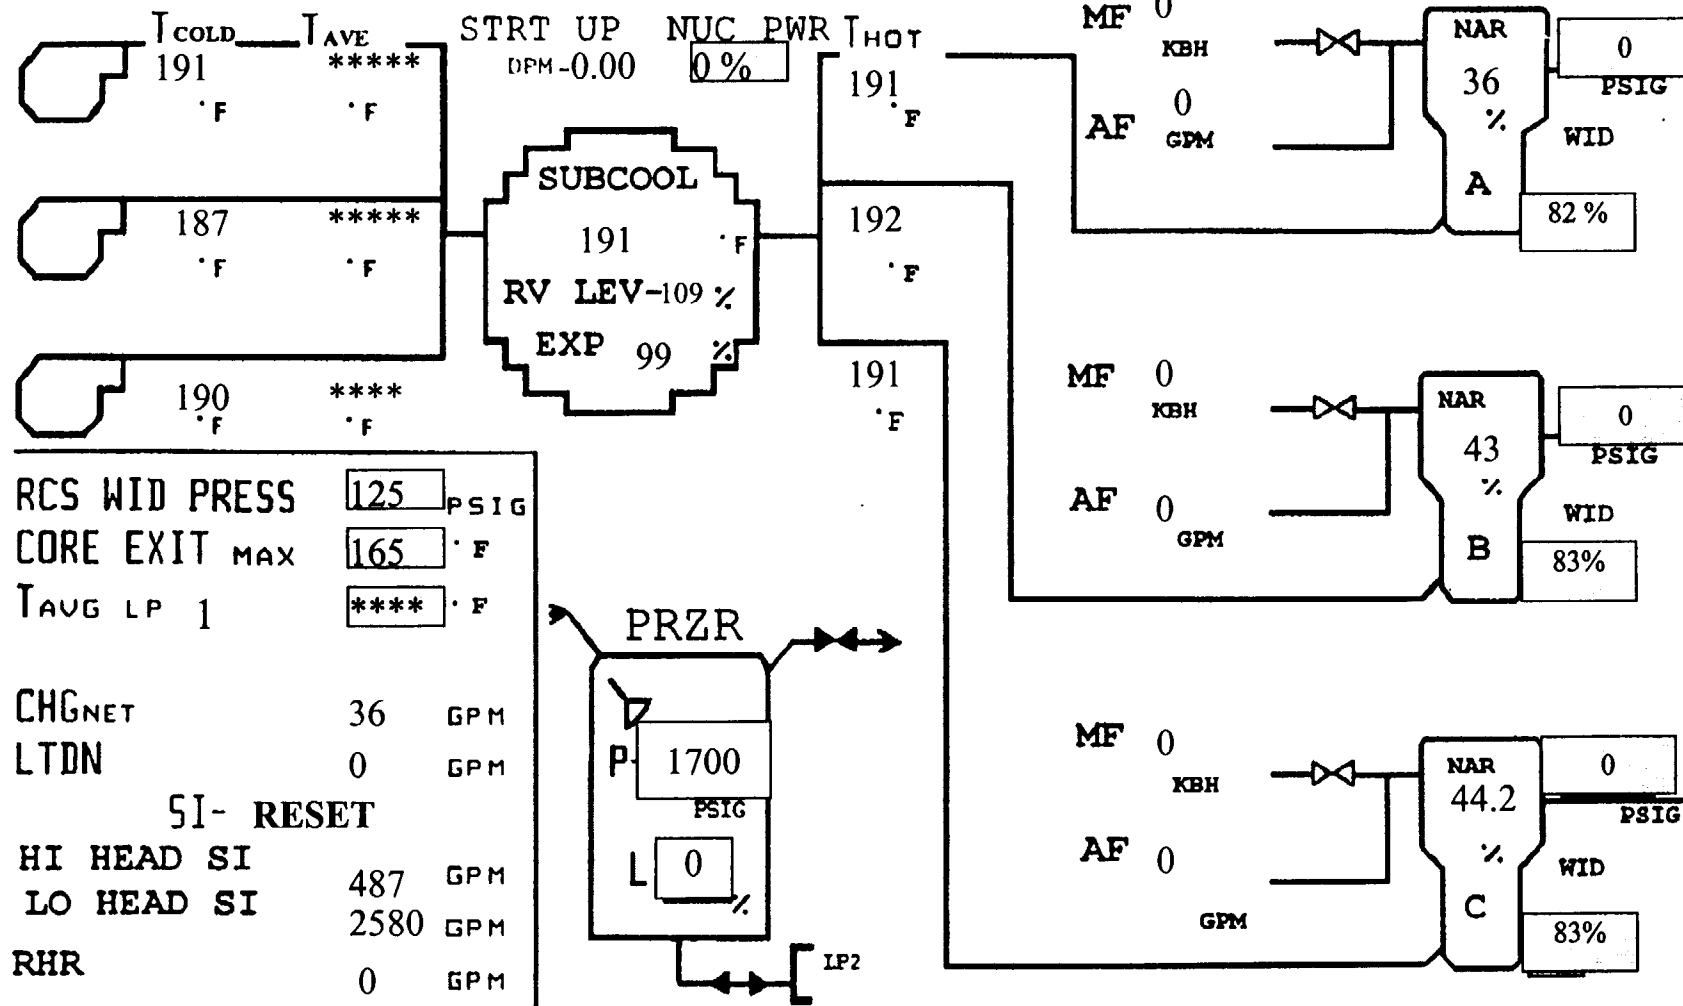 TCOLD TAVE STRT UP NUC PWR THOT
191 ***** DPM -0.00 0 % 191
°F °F °F
SUBCOOL
187 ***** 191 °F 192
°F °F °F
RV LEV-109 %
EXP 99 %
190 **** 191
°F °F °F
MF 0 KBH NAR 0 PSIG
36
%
AF 0 GPM WID
A 82 %
MF 0 KBH NAR 0 PSIG
43
%
AF 0 GPM WID
B 83%
MF 0 KBH NAR 0 PSIG
44.2
%
AF 0 GPM WID
C 83%
RCS WID PRESS 125 PSIG
CORE EXIT MAX 165 °F
TAVG LP 1 **** °F
CHGNET 36 GPM
LTDN 0 GPM
SI- RESET
HI HEAD SI 487 GPM
LO HEAD SI 2580 GPM
RHR 0 GPM
PRZR
P 1700
PSIG
L 0
%
LP2